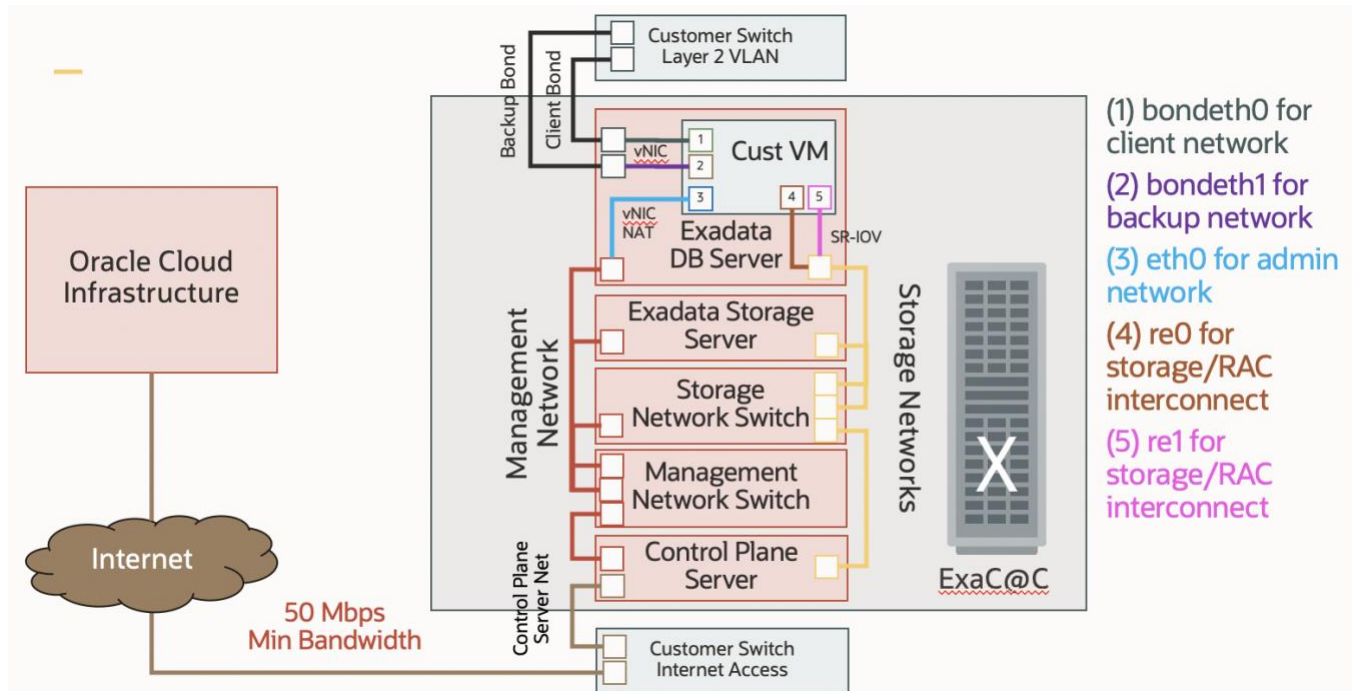 Customer Switch
Layer 2 VLAN
Backup Bond
Client Bond
vNIC
1
2
3
4
5
Cust VM
vNIC
NAT
SR-IOV
Exadata
DB Server
Exadata Storage
Server
Storage
Network Switch
Management
Network Switch
Control Plane
Server
Management
Network
Storage Networks
Control Plane
Server Net
X
ExaC@C
Oracle Cloud
Infrastructure
Internet
50 Mbps
Min Bandwidth
Customer Switch
Internet Access
(1) bondeth0 for
client network
(2) bondeth1 for
backup network
(3) eth0 for admin
network
(4) re0 for
storage/RAC
interconnect
(5) re1 for
storage/RAC
interconnect